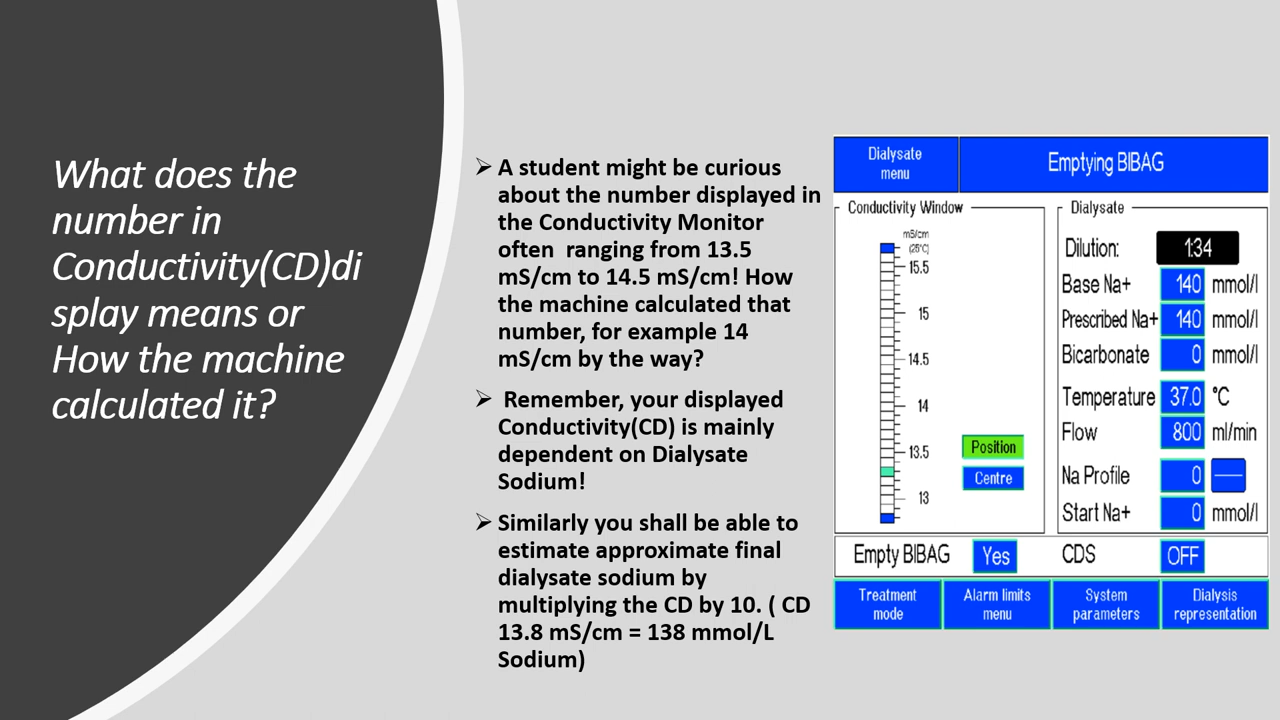 What does the
number in
Conductivity(CD)di
splay means or
How the machine
calculated it?
A student might be curious
about the number displayed in
the Conductivity Monitor
often ranging from 13.5
mS/cm to 14.5 mS/cm! How
the machine calculated that
number, for example 14
mS/cm by the way?
Remember, your displayed
Conductivity(CD) is mainly
dependent on Dialysate
Sodium!
Similarly you shall be able to
estimate approximate final
dialysate sodium by
multiplying the CD by 10. ( CD
13.8 mS/cm = 138 mmol/L
Sodium)
Dialysate
menu
Emptying BIBAG
Conductivity Window
mS/cm
(25°C)
15.5
15
14.5
14
13.5
13
Position
Centre
Dialysate
Dilution: 1:34
Base Na+ 140 mmol/l
Prescribed Na+ 140 mmol/l
Bicarbonate 0 mmol/l
Temperature 37.0 °C
Flow 800 ml/min
Na Profile 0
Start Na+ 0 mmol/l
Empty BIBAG Yes CDS OFF
Treatment
mode
Alarm limits
menu
System
parameters
Dialysis
representation